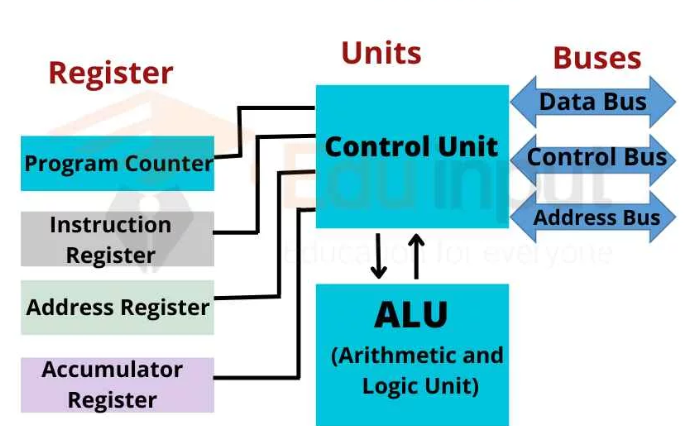 Register
Units
Buses
Program Counter
Instruction
Register
Address Register
Accumulator
Register
Control Unit
ALU
(Arithmetic and
Logic Unit)
Data Bus
Control Bus
Address Bus
Edu input
Education for everyone